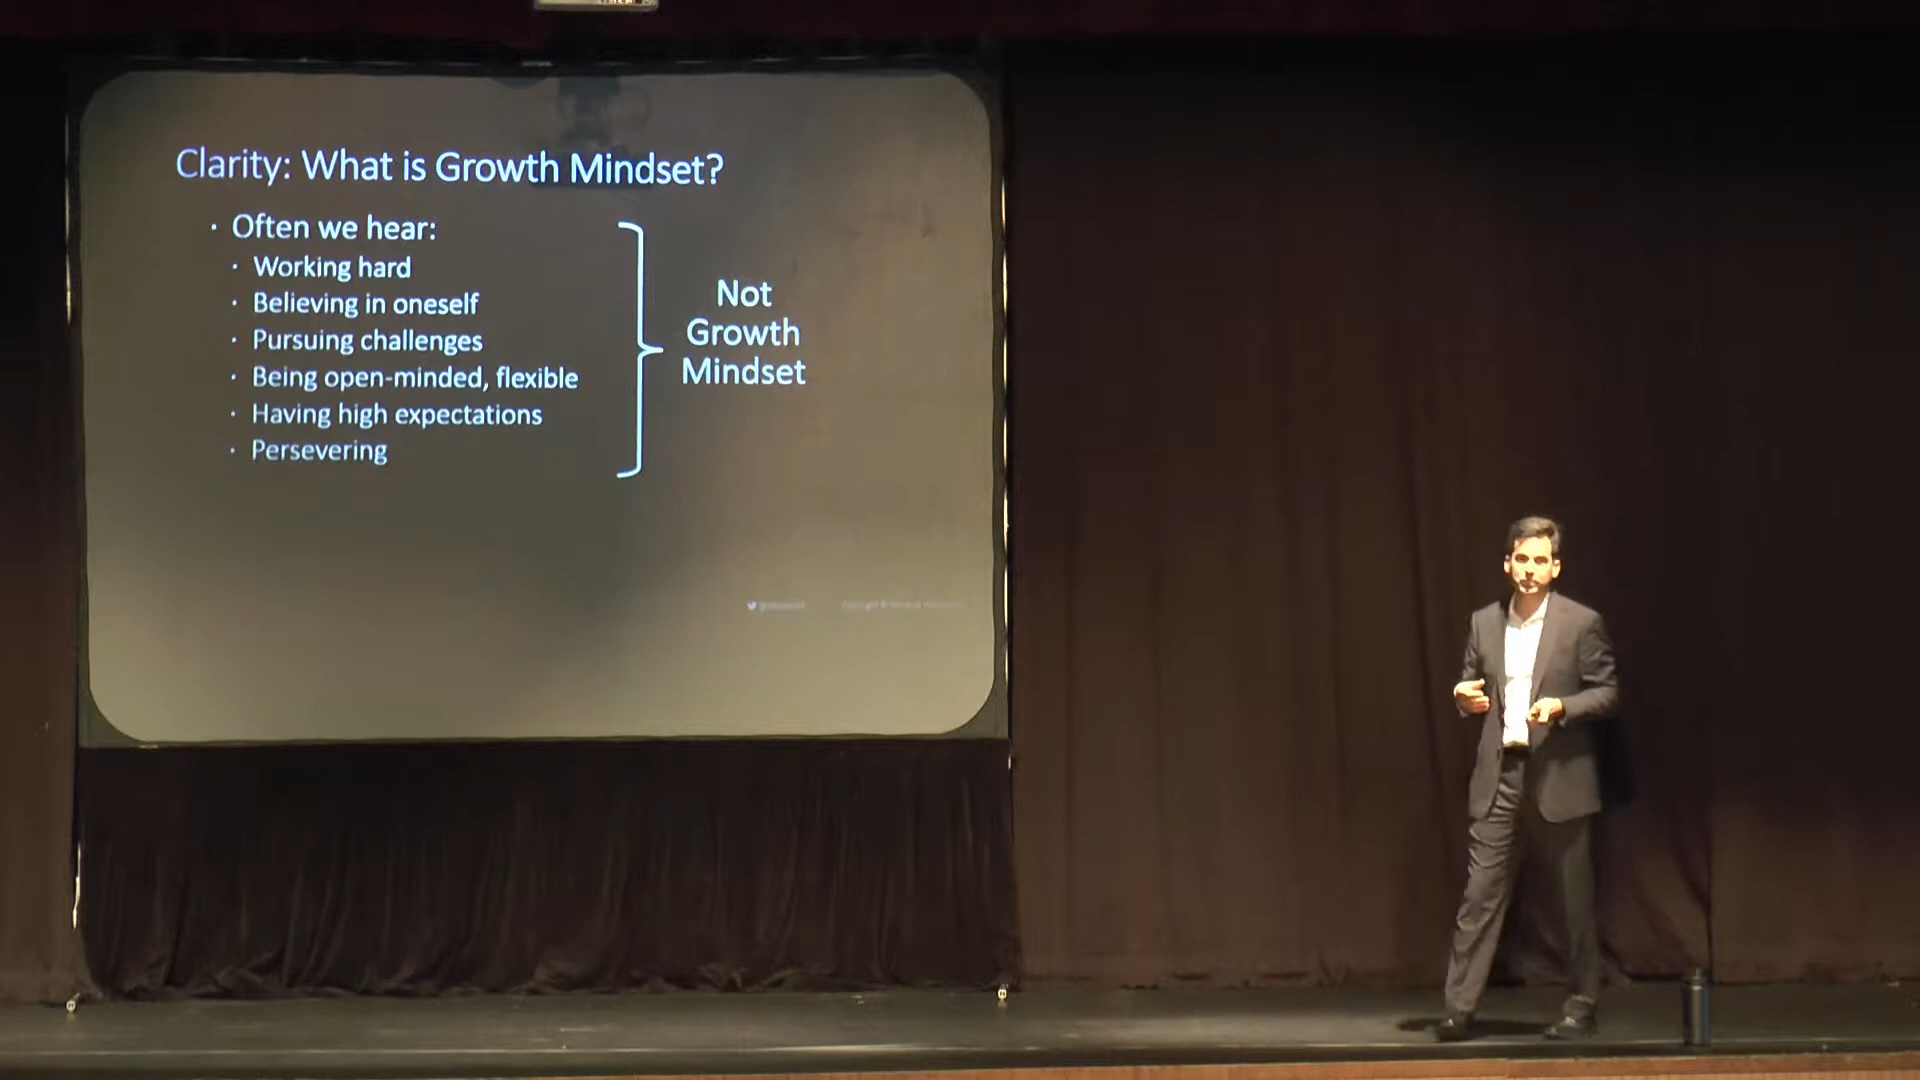 Clarity: What is Growth Mindset?
· Often we hear:
· Working hard
· Believing in oneself
· Pursuing challenges
· Being open-minded, flexible
· Having high expectations
· Persevering
Not
Growth
Mindset